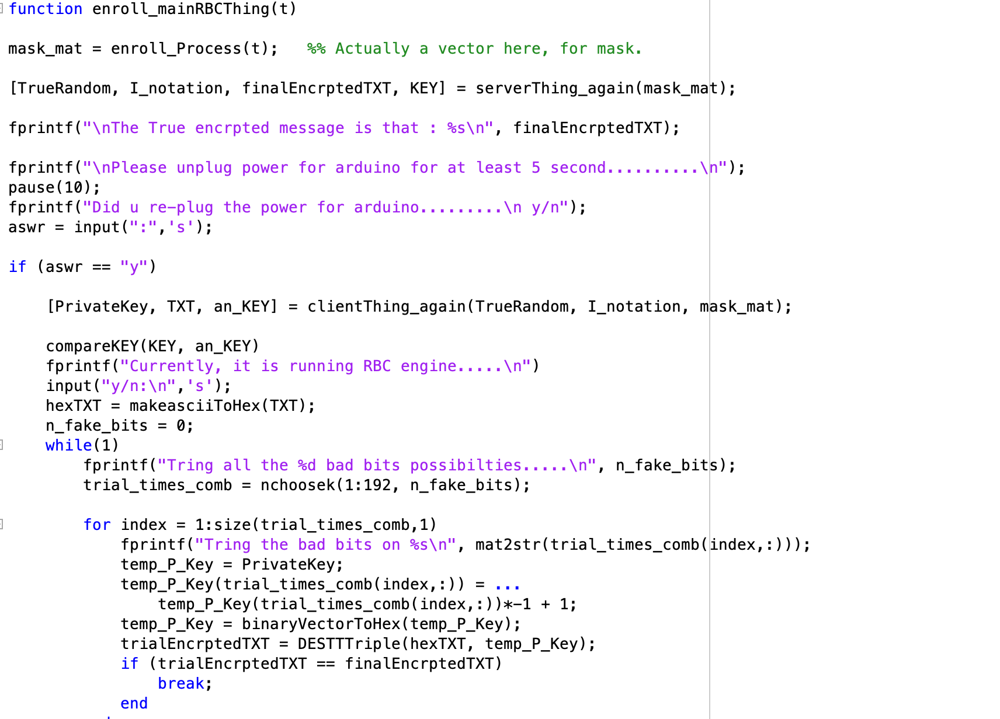 function enroll_mainRBCThing(t)
mask_mat = enroll_Process(t);   %% Actually a vector here, for mask.
[TrueRandom, I_notation, finalEncrptedTXT, KEY] = serverThing_again(mask_mat);
fprintf("\nThe True encrpted message is that : %s\n", finalEncrptedTXT);
fprintf("\nPlease unplug power for arduino for at least 5 second..........\n");
pause(10);
fprintf("Did u re-plug the power for arduino.........\n y/n");
aswr = input(":",'s');
if (aswr == "y")
    [PrivateKey, TXT, an_KEY] = clientThing_again(TrueRandom, I_notation, mask_mat);
    compareKEY(KEY, an_KEY)
    fprintf("Currently, it is running RBC engine.....\n")
    input("y/n:\n",'s');
    hexTXT = makeasciiToHex(TXT);
    n_fake_bits = 0;
    while(1)
        fprintf("Tring all the %d bad bits possibilties.....\n", n_fake_bits);
        trial_times_comb = nchoosek(1:192, n_fake_bits);
        for index = 1:size(trial_times_comb,1)
            fprintf("Tring the bad bits on %s\n", mat2str(trial_times_comb(index,:)));
            temp_P_Key = PrivateKey;
            temp_P_Key(trial_times_comb(index,:)) = ...
                temp_P_Key(trial_times_comb(index,:))*-1 + 1;
            temp_P_Key = binaryVectorToHex(temp_P_Key);
            trialEncrptedTXT = DESTTTriple(hexTXT, temp_P_Key);
            if (trialEncrptedTXT == finalEncrptedTXT)
                break;
            end